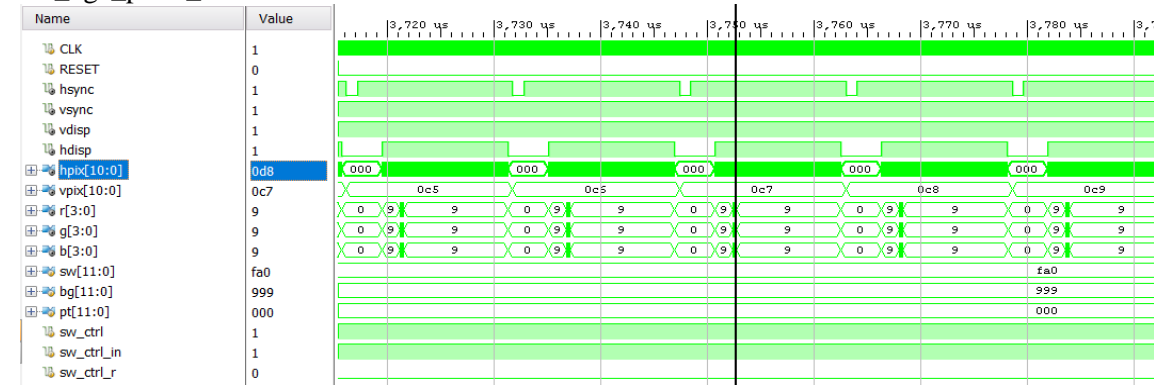 Name Value 3,720 us 3,730 us 3,740 us 3,750 us 3,760 us 3,770 us 3,780 us 3,7
CLK 1
RESET 0
hsync 1
vsync 1
vdisp 1
hdisp 1
hpix[10:0] 0d8 000 000 000 000 000
vpix[10:0] 0c7 0c5 0c5 0c7 0c8 0c9
r[3:0] 9 0 9 9 0 9 9 0 9 9 0 9 9 0 9 9
g[3:0] 9 0 9 9 0 9 9 0 9 9 0 9 9 0 9 9
b[3:0] 9 0 9 9 0 9 9 0 9 9 0 9 9 0 9 9
sw[11:0] fa0 fa0
bg[11:0] 999 999
pt[11:0] 000 000
sw_ctrl 1
sw_ctrl_in 1
sw_ctrl_r 0